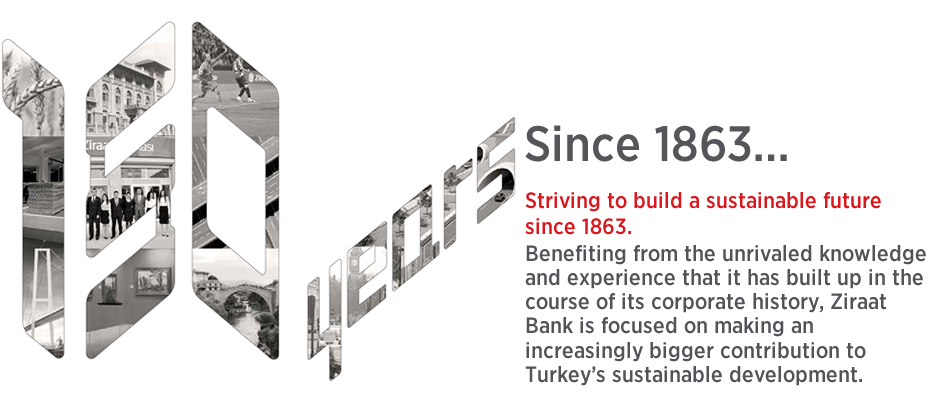 150
years
Since 1863...
Striving to build a sustainable future
since 1863.
Benefiting from the unrivaled knowledge
and experience that it has built up in the
course of its corporate history, Ziraat
Bank is focused on making an
increasingly bigger contribution to
Turkey’s sustainable development.